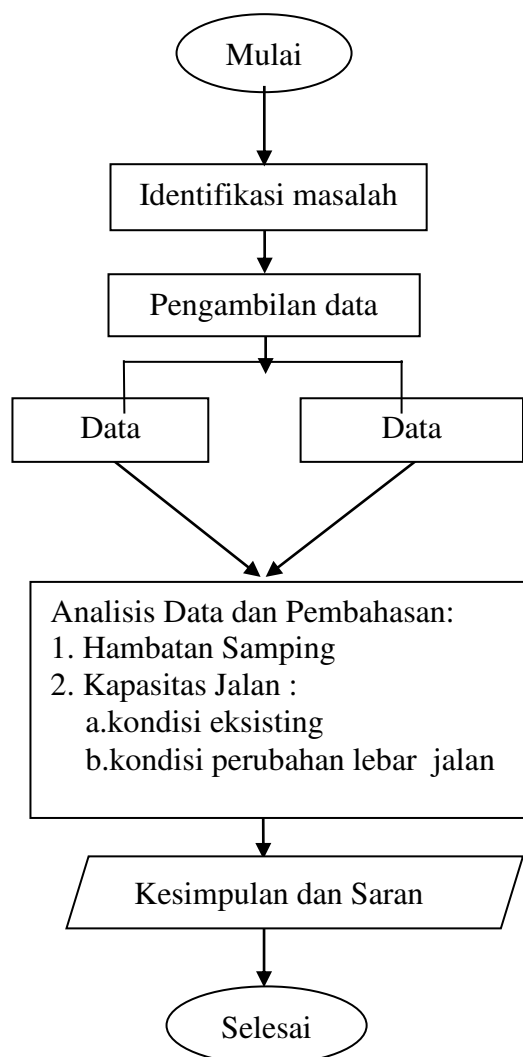 Mulai
Identifikasi masalah
Pengambilan data
Data
Data
Analisis Data dan Pembahasan:
1. Hambatan Samping
2. Kapasitas Jalan :
a.kondisi eksisting
b.kondisi perubahan lebar jalan
Kesimpulan dan Saran
Selesai